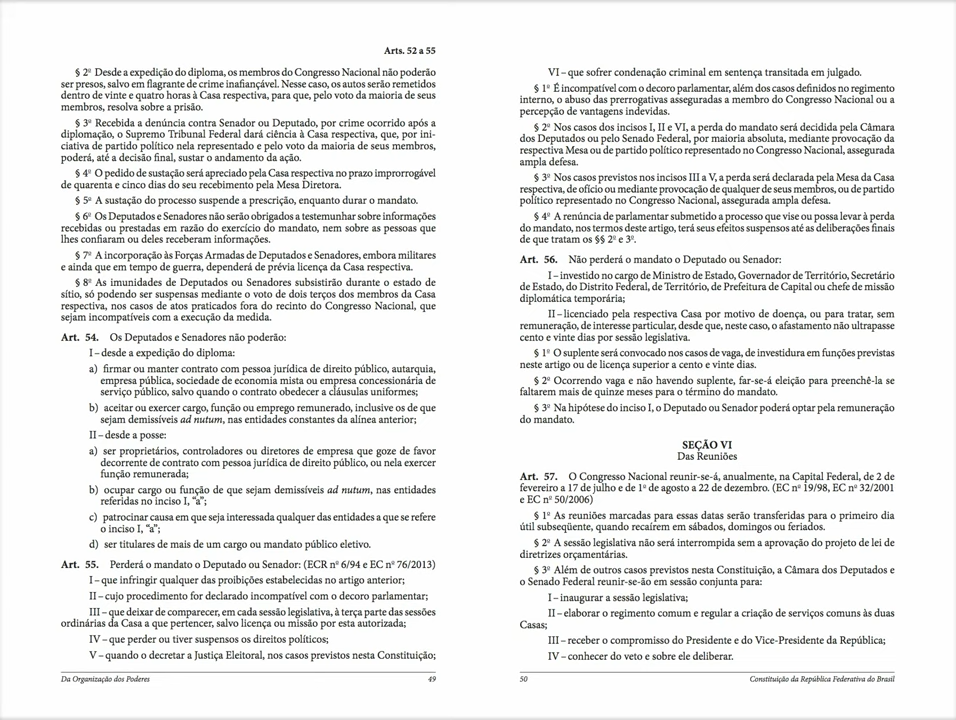 Arts. 52 a 55
§ 2º Desde a expedição do diploma, os membros do Congresso Nacional não poderão
ser presos, salvo em flagrante de crime inafiançável. Nesse caso, os autos serão remetidos
dentro de vinte e quatro horas à Casa respectiva, para que, pelo voto da maioria de seus
membros, resolva sobre a prisão.
§ 3º Recebida a denúncia contra Senador ou Deputado, por crime ocorrido após a
diplomação, o Supremo Tribunal Federal dará ciência à Casa respectiva, que, por ini-
ciativa de partido político nela representado e pelo voto da maioria de seus membros,
poderá, até a decisão final, sustar o andamento da ação.
§ 4º O pedido de sustação será apreciado pela Casa respectiva no prazo improrrogável
de quarenta e cinco dias do seu recebimento pela Mesa Diretora.
§ 5º A sustação do processo suspende a prescrição, enquanto durar o mandato.
§ 6º Os Deputados e Senadores não serão obrigados a testemunhar sobre informações
recebidas ou prestadas em razão do exercício do mandato, nem sobre as pessoas que
lhes confiaram ou deles receberam informações.
§ 7º A incorporação às Forças Armadas de Deputados e Senadores, embora militares
e ainda que em tempo de guerra, dependerá de prévia licença da Casa respectiva.
§ 8º As imunidades de Deputados ou Senadores subsistirão durante o estado de
sítio, só podendo ser suspensas mediante o voto de dois terços dos membros da Casa
respectiva, nos casos de atos praticados fora do recinto do Congresso Nacional, que
sejam incompatíveis com a execução da medida.
Art. 54. Os Deputados e Senadores não poderão:
I – desde a expedição do diploma:
a) firmar ou manter contrato com pessoa jurídica de direito público, autarquia,
empresa pública, sociedade de economia mista ou empresa concessionária de
serviço público, salvo quando o contrato obedecer a cláusulas uniformes;
b) aceitar ou exercer cargo, função ou emprego remunerado, inclusive os de que
sejam demissíveis ad nutum, nas entidades constantes da alínea anterior;
II – desde a posse:
a) ser proprietários, controladores ou diretores de empresa que goze de favor
decorrente de contrato com pessoa jurídica de direito público, ou nela exercer
função remunerada;
b) ocupar cargo ou função de que sejam demissíveis ad nutum, nas entidades
referidas no inciso I, “a”;
c) patrocinar causa em que seja interessada qualquer das entidades a que se refere
o inciso I, “a”;
d) ser titulares de mais de um cargo ou mandato público eletivo.
Art. 55. Perderá o mandato o Deputado ou Senador: (ECR nº 6/94 e EC nº 76/2013)
I – que infringir qualquer das proibições estabelecidas no artigo anterior;
II – cujo procedimento for declarado incompatível com o decoro parlamentar;
III – que deixar de comparecer, em cada sessão legislativa, à terça parte das sessões
ordinárias da Casa a que pertencer, salvo licença ou missão por esta autorizada;
IV – que perder ou tiver suspensos os direitos políticos;
V – quando o decretar a Justiça Eleitoral, nos casos previstos nesta Constituição;
Da Organização dos Poderes 49
VI – que sofrer condenação criminal em sentença transitada em julgado.
§ 1º É incompatível com o decoro parlamentar, além dos casos definidos no regimento
interno, o abuso das prerrogativas asseguradas a membro do Congresso Nacional ou a
percepção de vantagens indevidas.
§ 2º Nos casos dos incisos I, II e VI, a perda do mandato será decidida pela Câmara
dos Deputados ou pelo Senado Federal, por maioria absoluta, mediante provocação da
respectiva Mesa ou de partido político representado no Congresso Nacional, assegurada
ampla defesa.
§ 3º Nos casos previstos nos incisos III a V, a perda será declarada pela Mesa da Casa
respectiva, de ofício ou mediante provocação de qualquer de seus membros, ou de partido
político representado no Congresso Nacional, assegurada ampla defesa.
§ 4º A renúncia de parlamentar submetido a processo que vise ou possa levar à perda
do mandato, nos termos deste artigo, terá seus efeitos suspensos até as deliberações finais
de que tratam os §§ 2º e 3º.
Art. 56. Não perderá o mandato o Deputado ou Senador:
I – investido no cargo de Ministro de Estado, Governador de Território, Secretário
de Estado, do Distrito Federal, de Território, de Prefeitura de Capital ou chefe de missão
diplomática temporária;
II – licenciado pela respectiva Casa por motivo de doença, ou para tratar, sem
remuneração, de interesse particular, desde que, neste caso, o afastamento não ultrapasse
cento e vinte dias por sessão legislativa.
§ 1º O suplente será convocado nos casos de vaga, de investidura em funções previstas
neste artigo ou de licença superior a cento e vinte dias.
§ 2º Ocorrendo vaga e não havendo suplente, far-se-á eleição para preenchê-la se
faltarem mais de quinze meses para o término do mandato.
§ 3º Na hipótese do inciso I, o Deputado ou Senador poderá optar pela remuneração
do mandato.
SEÇÃO VI
Das Reuniões
Art. 57. O Congresso Nacional reunir-se-á, anualmente, na Capital Federal, de 2 de
fevereiro a 17 de julho e de 1º de agosto a 22 de dezembro. (EC nº 19/98, EC nº 32/2001
e EC nº 50/2006)
§ 1º As reuniões marcadas para essas datas serão transferidas para o primeiro dia
útil subseqüente, quando recaírem em sábados, domingos ou feriados.
§ 2º A sessão legislativa não será interrompida sem a aprovação do projeto de lei de
diretrizes orçamentárias.
§ 3º Além de outros casos previstos nesta Constituição, a Câmara dos Deputados e
o Senado Federal reunir-se-ão em sessão conjunta para:
I – inaugurar a sessão legislativa;
II – elaborar o regimento comum e regular a criação de serviços comuns às duas
Casas;
III – receber o compromisso do Presidente e do Vice-Presidente da República;
IV – conhecer do veto e sobre ele deliberar.
50 Constituição da República Federativa do Brasil